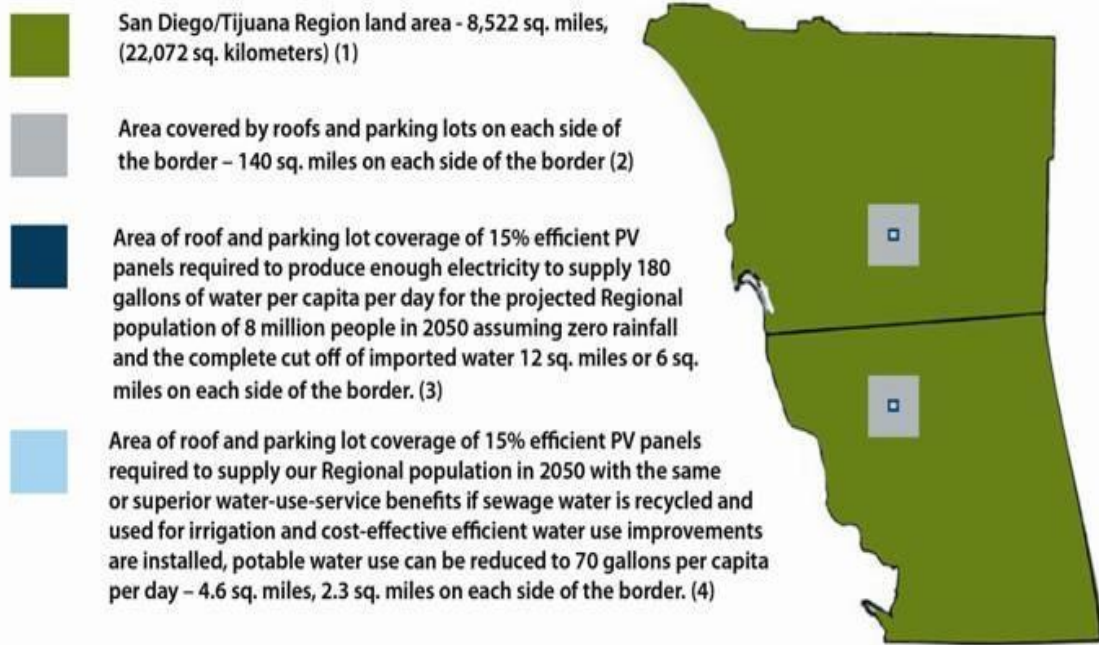 San Diego/Tijuana Region land area - 8,522 sq. miles,
(22,072 sq. kilometers) (1)
Area covered by roofs and parking lots on each side of
the border – 140 sq. miles on each side of the border (2)
Area of roof and parking lot coverage of 15% efficient PV
panels required to produce enough electricity to supply 180
gallons of water per capita per day for the projected Regional
population of 8 million people in 2050 assuming zero rainfall
and the complete cut off of imported water 12 sq. miles or 6 sq.
miles on each side of the border. (3)
Area of roof and parking lot coverage of 15% efficient PV panels
required to supply our Regional population in 2050 with the same
or superior water-use-service benefits if sewage water is recycled and
used for irrigation and cost-effective efficient water use improvements
are installed, potable water use can be reduced to 70 gallons per capita
per day – 4.6 sq. miles, 2.3 sq. miles on each side of the border. (4)